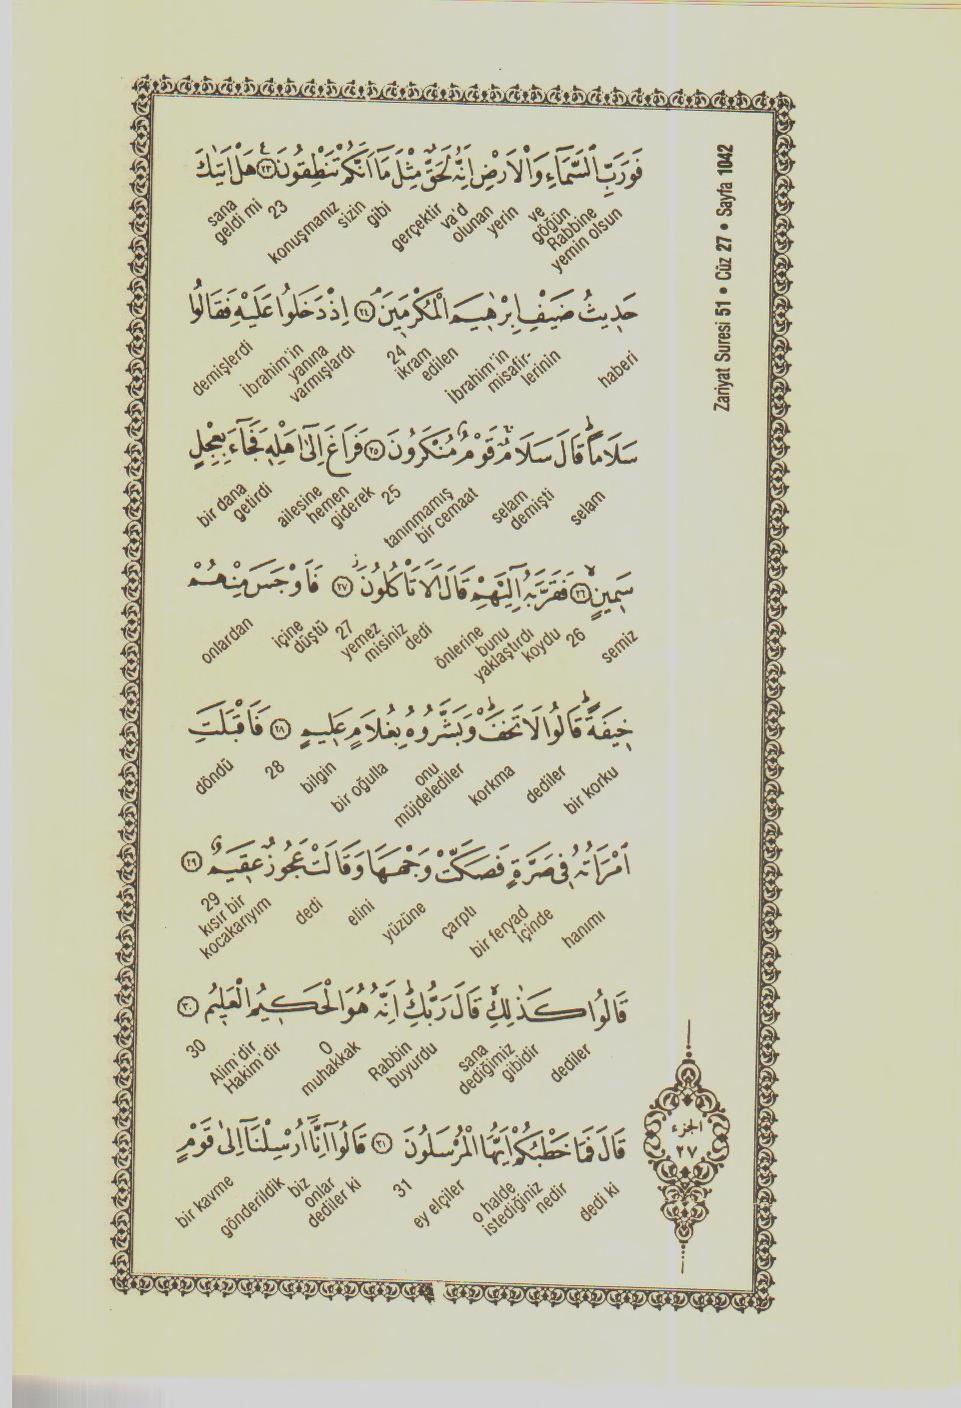 Zariyat Suresi 51 • Cüz 27 • Sayfa 1042
فَوَرَبِّ السَّمَاءِ وَالْاَرْضِ اِنَّهُ لَحَقٌّ مِثْلَ مَا اَنَّكُمْ تَنْطِقُونَ ﴿٢٣﴾ هَلْ اَتٰيكَ
yemin olsun Rabbine göğün ve yerin olunan va'd gerçektir gibi sizin konuşmanız 23 geldi mi sana
حَد۪يثُ ضَيْفِ اِبْرٰه۪يمَ الْمُكْرَم۪ينَ ﴿٢٤﴾ اِذْ دَخَلُوا عَلَيْهِ فَقَالُوا
haberi misafir-lerinin İbrahim'in ikram edilen 24 varmışlardı yanına İbrahim'in demişlerdi
سَلَامًا قَالَ سَلَامٌ قَوْمٌ مُنْكَرُونَ ﴿٢٥﴾ فَرَاغَ اِلٰى اَهْلِه۪ فَجَاءَ بِعِجْلٍ
selam demişti selam tanınmamış bir cemaat 25 hemen giderek ailesine getirdi bir dana
سَم۪ينٍ ﴿٢٦﴾ فَقَرَّبَهُ اِلَيْهِمْ قَالَ اَلَا تَأْكُلُونَ ﴿٢٧﴾ فَاَوْجَسَ مِنْهُمْ
semiz 26 bunu yaklaştırdı koydu önlerine dedi yemez misiniz 27 içine düştü onlardan
خ۪يفَةً قَالُوا لَا تَخَفْ وَبَشَّرُوهُ بِغُلَامٍ عَل۪يمٍ ﴿٢٨﴾ فَاَقْبَلَتِ
bir korku dediler korkma onu müjdelediler bir oğulla bilgin 28 döndü
امْرَاَتُهُ ف۪ي صَرَّةٍ فَصَكَّتْ وَجْهَهَا وَقَالَتْ عَجُوزٌ عَق۪يمٌ ﴿٢٩﴾
hanımı bir feryad içinde çarptı yüzüne elini dedi kısır bir kocakarıyım 29
قَالُوا كَذٰلِكِ قَالَ رَبُّكِ اِنَّهُ هُوَ الْحَك۪يمُ الْعَل۪يمُ ﴿٣٠﴾
dediler sana dediğimiz gibidir Rabbin buyurdu O muhakkak Alim'dir Hakim'dir 30
قَالَ فَمَا خَطْبُكُمْ اَيُّهَا الْمُرْسَلُونَ ﴿٣١﴾ قَالُوا اِنَّا اُرْسِلْنَا اِلٰى قَوْمٍ
dedi ki o halde istediğiniz nedir ey elçiler 31 onlar dediler ki biz gönderildik bir kavme
الجزء
٢٧